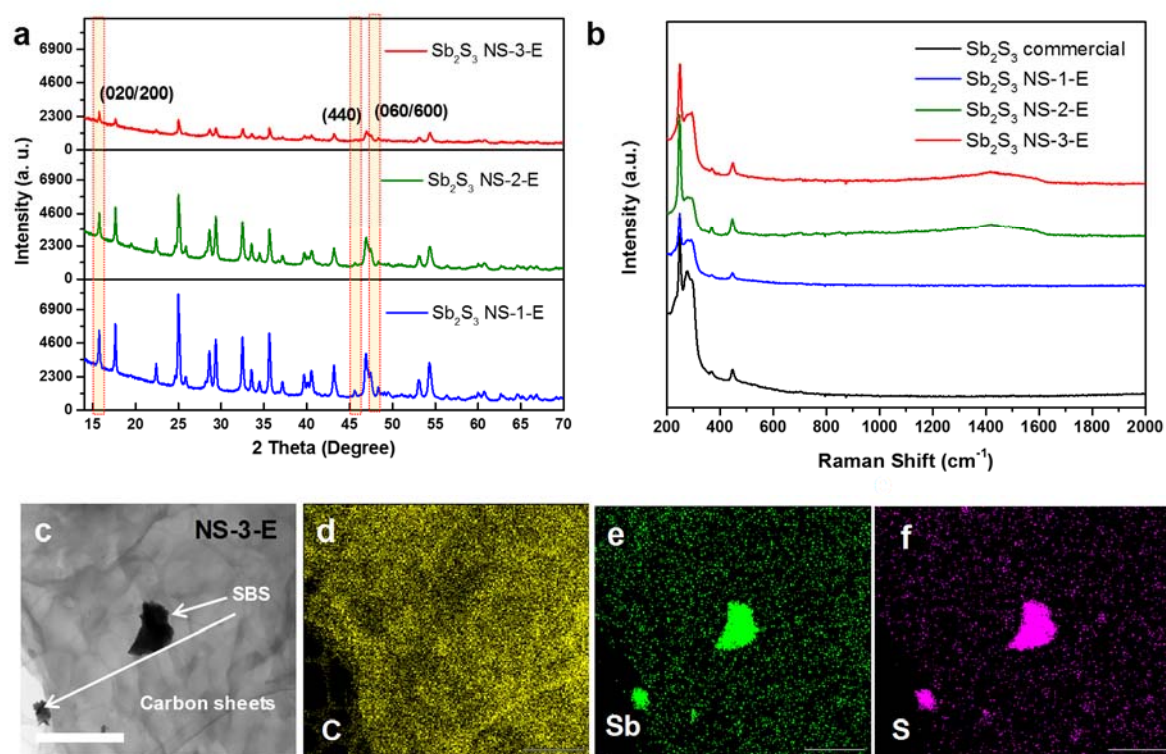 a
Sb2S3 NS-3-E
(020/200)
(440)
(060/600)
6900
4600
2300
0
Sb2S3 NS-2-E
6900
4600
2300
0
Sb2S3 NS-1-E
6900
4600
2300
0
Intensity (a. u.)
15 20 25 30 35 40 45 50 55 60 65 70
2 Theta (Degree)
b
Sb2S3 commercial
Sb2S3 NS-1-E
Sb2S3 NS-2-E
Sb2S3 NS-3-E
Intensity (a.u.)
200 400 600 800 1000 1200 1400 1600 1800 2000
Raman Shift (cm-1)
c
NS-3-E
SBS
Carbon sheets
d
C
e
Sb
f
S